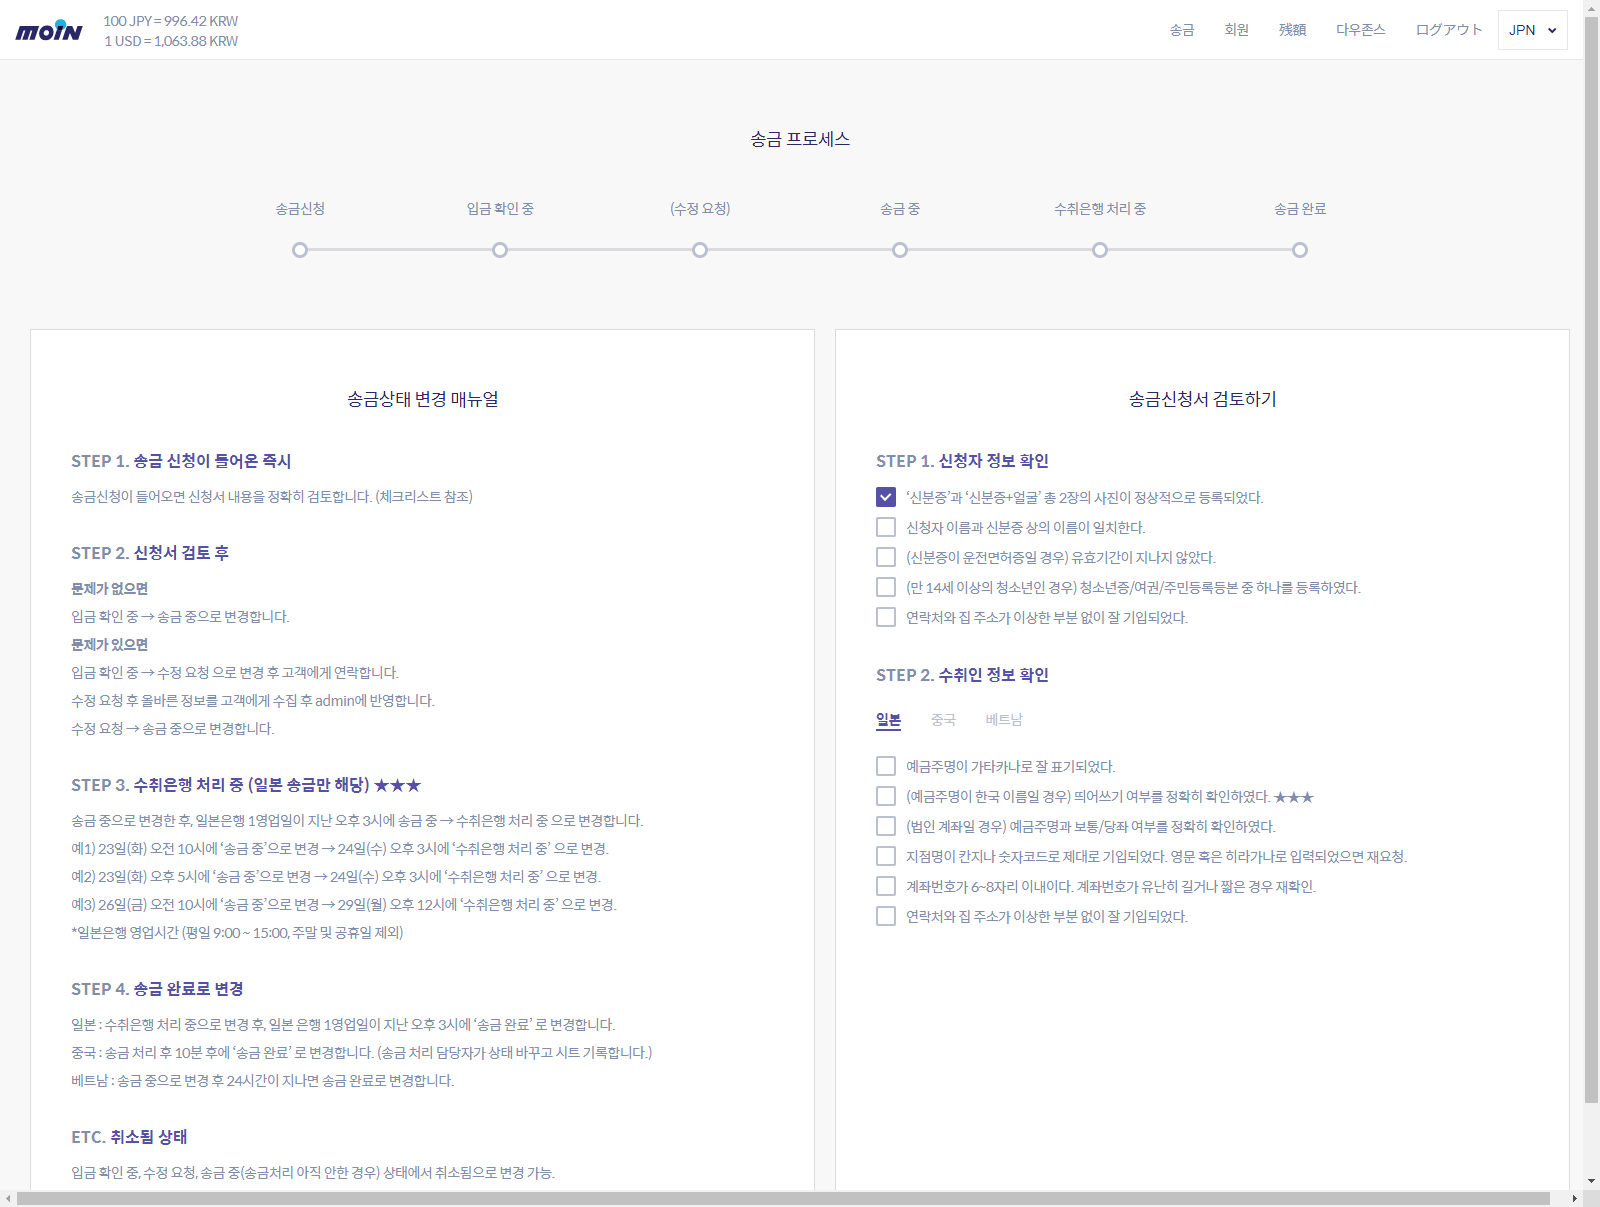 moin
100 JPY = 996.42 KRW
1 USD = 1,063.88 KRW
송금 회원 残額 다우존스 ログアウト JPN
송금 프로세스
송금신청 입금 확인 중 (수정 요청) 송금 중 수취은행 처리 중 송금 완료
송금상태 변경 매뉴얼
STEP 1. 송금 신청이 들어온 즉시
송금신청이 들어오면 신청서 내용을 정확히 검토합니다. (체크리스트 참조)
STEP 2. 신청서 검토 후
문제가 없으면
입금 확인 중 → 송금 중으로 변경합니다.
문제가 있으면
입금 확인 중 → 수정 요청 으로 변경 후 고객에게 연락합니다.
수정 요청 후 올바른 정보를 고객에게 수집 후 admin에 반영합니다.
수정 요청 → 송금 중으로 변경합니다.
STEP 3. 수취은행 처리 중 (일본 송금만 해당) ★★★
송금 중으로 변경한 후, 일본은행 1영업일이 지난 오후 3시에 송금 중 → 수취은행 처리 중 으로 변경합니다.
예1) 23일(화) 오전 10시에 ‘송금 중’으로 변경 → 24일(수) 오후 3시에 ‘수취은행 처리 중’ 으로 변경.
예2) 23일(화) 오후 5시에 ‘송금 중’으로 변경 → 24일(수) 오후 3시에 ‘수취은행 처리 중’ 으로 변경.
예3) 26일(금) 오전 10시에 ‘송금 중’으로 변경 → 29일(월) 오후 12시에 ‘수취은행 처리 중’ 으로 변경.
*일본은행 영업시간 (평일 9:00 ~ 15:00, 주말 및 공휴일 제외)
STEP 4. 송금 완료로 변경
일본 : 수취은행 처리 중으로 변경 후, 일본 은행 1영업일이 지난 오후 3시에 ‘송금 완료’ 로 변경합니다.
중국 : 송금 처리 후 10분 후에 ‘송금 완료’ 로 변경합니다. (송금 처리 담당자가 상태 바꾸고 시트 기록합니다.)
베트남 : 송금 중으로 변경 후 24시간이 지나면 송금 완료로 변경합니다.
ETC. 취소됨 상태
입금 확인 중, 수정 요청, 송금 중(송금처리 아직 안한 경우) 상태에서 취소됨으로 변경 가능.
송금신청서 검토하기
STEP 1. 신청자 정보 확인
‘신분증’과 ‘신분증+얼굴’ 총 2장의 사진이 정상적으로 등록되었다.
신청자 이름과 신분증 상의 이름이 일치한다.
(신분증이 운전면허증일 경우) 유효기간이 지나지 않았다.
(만 14세 이상의 청소년인 경우) 청소년증/여권/주민등록등본 중 하나를 등록하였다.
연락처와 집 주소가 이상한 부분 없이 잘 기입되었다.
STEP 2. 수취인 정보 확인
일본 중국 베트남
예금주명이 가타카나로 잘 표기되었다.
(예금주명이 한국 이름일 경우) 띄어쓰기 여부를 정확히 확인하였다. ★★★
(법인 계좌일 경우) 예금주명과 보통/당좌 여부를 정확히 확인하였다.
지점명이 칸지나 숫자코드로 제대로 기입되었다. 영문 혹은 히라가나로 입력되었으면 재요청.
계좌번호가 6~8자리 이내이다. 계좌번호가 유난히 길거나 짧은 경우 재확인.
연락처와 집 주소가 이상한 부분 없이 잘 기입되었다.